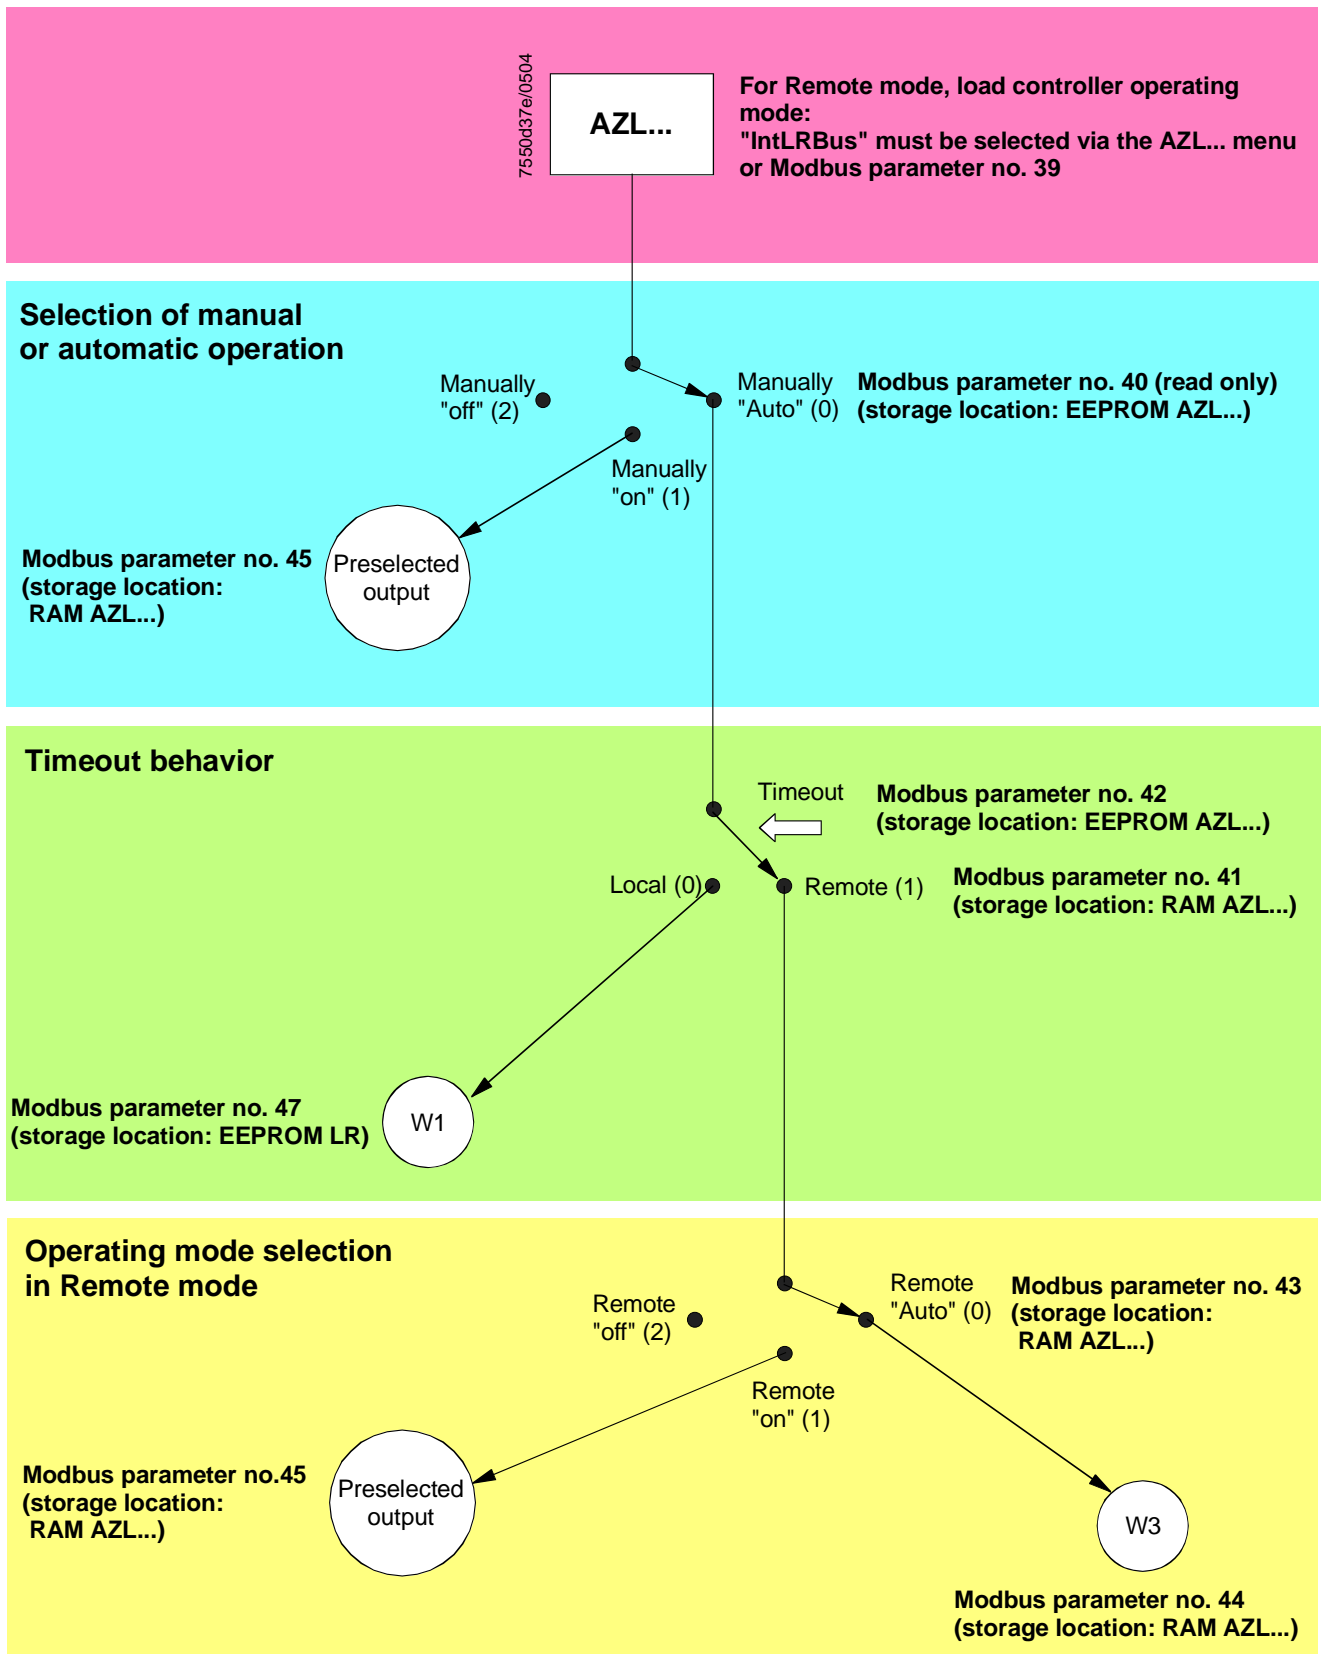 7550d37e/0504
AZL...
For Remote mode, load controller operating
mode:
"IntLRBus" must be selected via the AZL... menu
or Modbus parameter no. 39
Selection of manual
or automatic operation
Manually
"off" (2)
Manually
"Auto" (0)
Modbus parameter no. 40 (read only)
(storage location: EEPROM AZL...)
Manually
"on" (1)
Modbus parameter no. 45
(storage location:
RAM AZL...)
Preselected
output
Timeout behavior
Timeout
Modbus parameter no. 42
(storage location: EEPROM AZL...)
Local (0)
Remote (1)
Modbus parameter no. 41
(storage location: RAM AZL...)
Modbus parameter no. 47
(storage location: EEPROM LR)
W1
Operating mode selection
in Remote mode
Remote
"off" (2)
Remote
"Auto" (0)
Modbus parameter no. 43
(storage location:
RAM AZL...)
Remote
"on" (1)
Modbus parameter no.45
(storage location:
RAM AZL...)
Preselected
output
W3
Modbus parameter no. 44
(storage location: RAM AZL...)